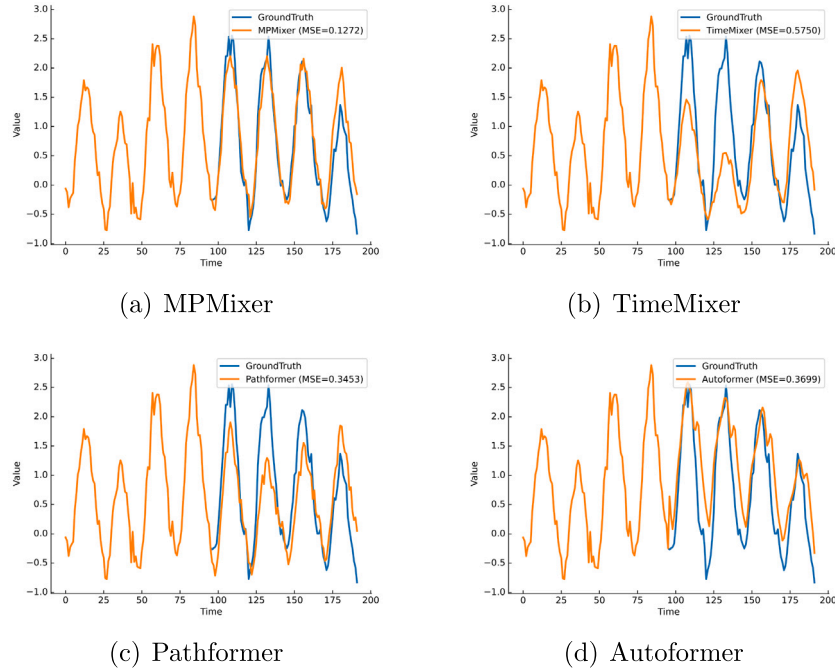 GroundTruth
MPMixer (MSE=0.1272)
3.0
2.5
2.0
1.5
1.0
0.5
0.0
−0.5
−1.0
Value
0 25 50 75 100 125 150 175 200
Time
(a) MPMixer
GroundTruth
TimeMixer (MSE=0.5750)
3.0
2.5
2.0
1.5
1.0
0.5
0.0
−0.5
−1.0
Value
0 25 50 75 100 125 150 175 200
Time
(b) TimeMixer
GroundTruth
Pathformer (MSE=0.3453)
3.0
2.5
2.0
1.5
1.0
0.5
0.0
−0.5
−1.0
Value
0 25 50 75 100 125 150 175 200
Time
(c) Pathformer
GroundTruth
Autoformer (MSE=0.3699)
3.0
2.5
2.0
1.5
1.0
0.5
0.0
−0.5
−1.0
Value
0 25 50 75 100 125 150 175 200
Time
(d) Autoformer